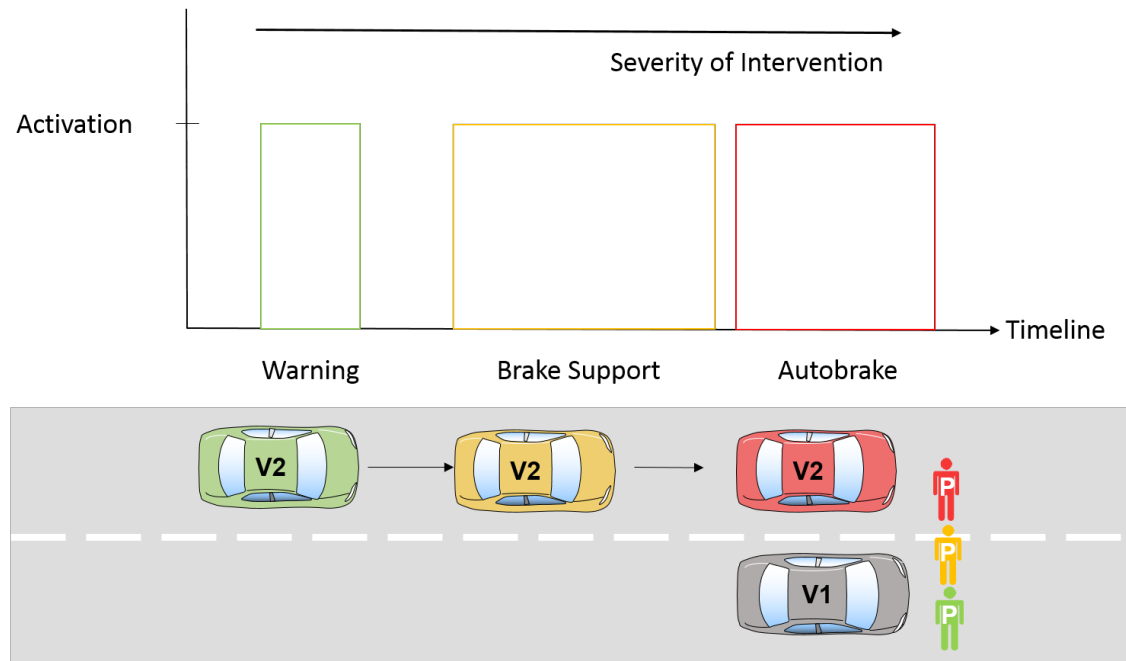 Severity of Intervention
Activation
Timeline
Warning Brake Support Autobrake
V2 V2 V2
P
P
V1
P